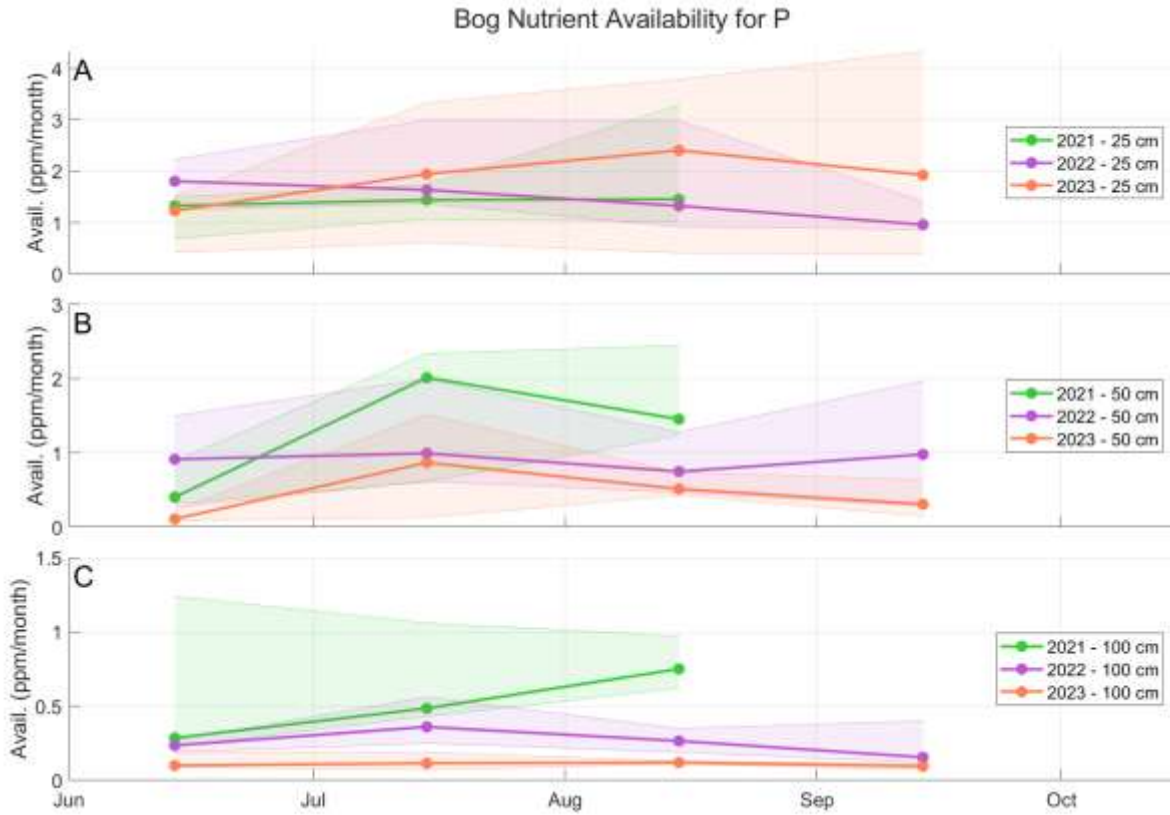 Bog Nutrient Availability for P
A
Avail. (ppm/month)
4
3
2
1
0
2021 - 25 cm
2022 - 25 cm
2023 - 25 cm
B
Avail. (ppm/month)
3
2
1
0
2021 - 50 cm
2022 - 50 cm
2023 - 50 cm
C
Avail. (ppm/month)
1.5
1
0.5
0
2021 - 100 cm
2022 - 100 cm
2023 - 100 cm
Jun Jul Aug Sep Oct